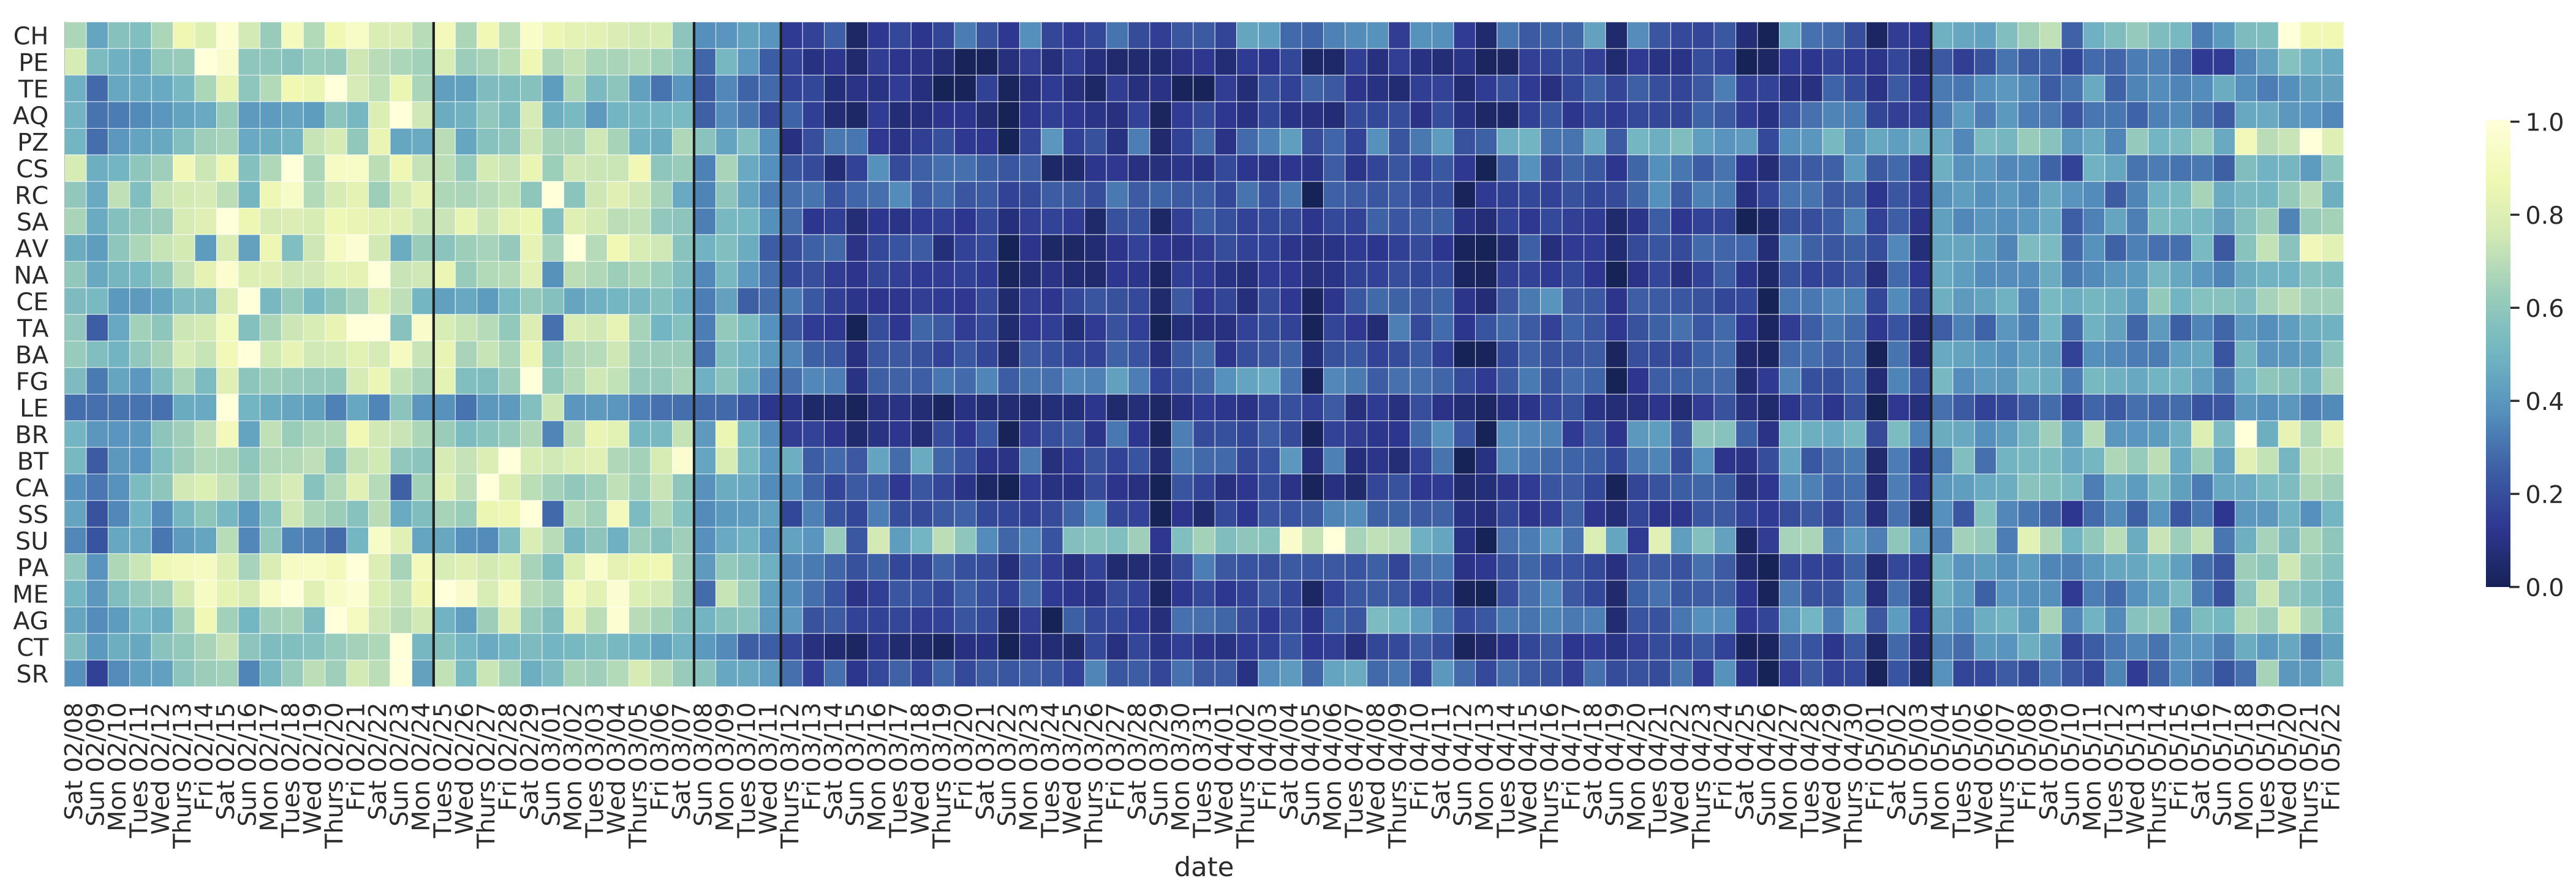 CH
PE
TE
AQ
PZ
CS
RC
SA
AV
NA
CE
TA
BA
FG
LE
BR
BT
CA
SS
SU
PA
ME
AG
CT
SR
Sat 02/08
Sun 02/09
Mon 02/10
Tues 02/11
Wed 02/12
Thurs 02/13
Fri 02/14
Sat 02/15
Sun 02/16
Mon 02/17
Tues 02/18
Wed 02/19
Thurs 02/20
Fri 02/21
Sat 02/22
Sun 02/23
Mon 02/24
Tues 02/25
Wed 02/26
Thurs 02/27
Fri 02/28
Sat 02/29
Sun 03/01
Mon 03/02
Tues 03/03
Wed 03/04
Thurs 03/05
Fri 03/06
Sat 03/07
Sun 03/08
Mon 03/09
Tues 03/10
Wed 03/11
Thurs 03/12
Fri 03/13
Sat 03/14
Sun 03/15
Mon 03/16
Tues 03/17
Wed 03/18
Thurs 03/19
Fri 03/20
Sat 03/21
Sun 03/22
Mon 03/23
Tues 03/24
Wed 03/25
Thurs 03/26
Fri 03/27
Sat 03/28
Sun 03/29
Mon 03/30
Tues 03/31
Wed 04/01
Thurs 04/02
Fri 04/03
Sat 04/04
Sun 04/05
Mon 04/06
Tues 04/07
Wed 04/08
Thurs 04/09
Fri 04/10
Sat 04/11
Sun 04/12
Mon 04/13
Tues 04/14
Wed 04/15
Thurs 04/16
Fri 04/17
Sat 04/18
Sun 04/19
Mon 04/20
Tues 04/21
Wed 04/22
Thurs 04/23
Fri 04/24
Sat 04/25
Sun 04/26
Mon 04/27
Tues 04/28
Wed 04/29
Thurs 04/30
Fri 05/01
Sat 05/02
Sun 05/03
Mon 05/04
Tues 05/05
Wed 05/06
Thurs 05/07
Fri 05/08
Sat 05/09
Sun 05/10
Mon 05/11
Tues 05/12
Wed 05/13
Thurs 05/14
Fri 05/15
Sat 05/16
Sun 05/17
Mon 05/18
Tues 05/19
Wed 05/20
Thurs 05/21
Fri 05/22
date
1.0
0.8
0.6
0.4
0.2
0.0